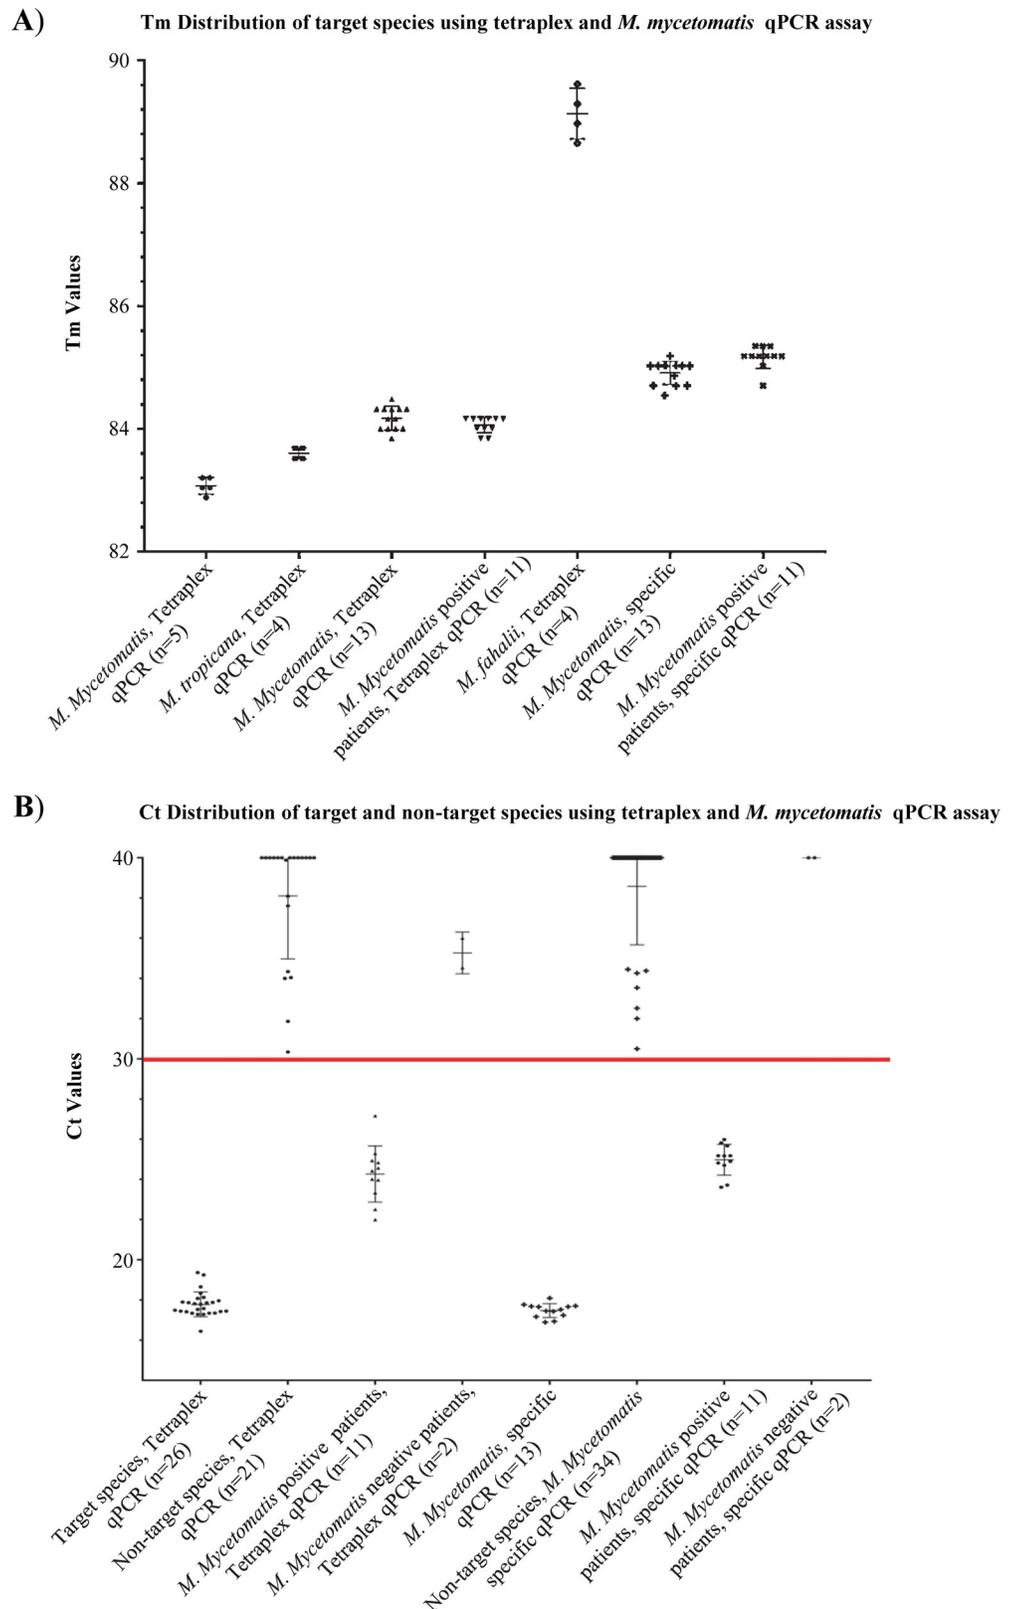 A)
Tm Distribution of target species using tetraplex and M. mycetomatis qPCR assay
90
88
86
84
82
Tm Values
M. Mycetomatis, Tetraplex
qPCR (n=5)
M. tropicana, Tetraplex
qPCR (n=4)
M. Mycetomatis, Tetraplex
qPCR (n=13)
M. Mycetomatis positive
patients, Tetraplex qPCR (n=11)
M. fahalii, Tetraplex
qPCR (n=4)
M. Mycetomatis, specific
qPCR (n=13)
M. Mycetomatis positive
patients, specific qPCR (n=11)
B)
Ct Distribution of target and non-target species using tetraplex and M. mycetomatis qPCR assay
40
30
20
Ct Values
Target species, Tetraplex
qPCR (n=26)
Non-target species, Tetraplex
qPCR (n=21)
M. Mycetomatis positive patients,
Tetraplex qPCR (n=11)
M. Mycetomatis negative patients,
Tetraplex qPCR (n=2)
M. Mycetomatis, specific
qPCR (n=13)
Non-target species, M. Mycetomatis
specific qPCR (n=34)
M. Mycetomatis positive
patients, specific qPCR (n=11)
M. Mycetomatis negative
patients, specific qPCR (n=2)